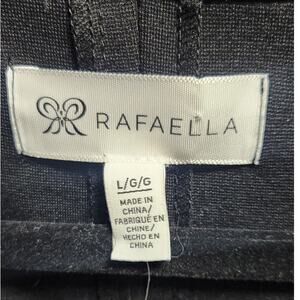 RAFAELLA
L/G/G
MADE IN
CHINA/
FABRIQUÉ EN
CHINE/
HECHO EN
CHINA